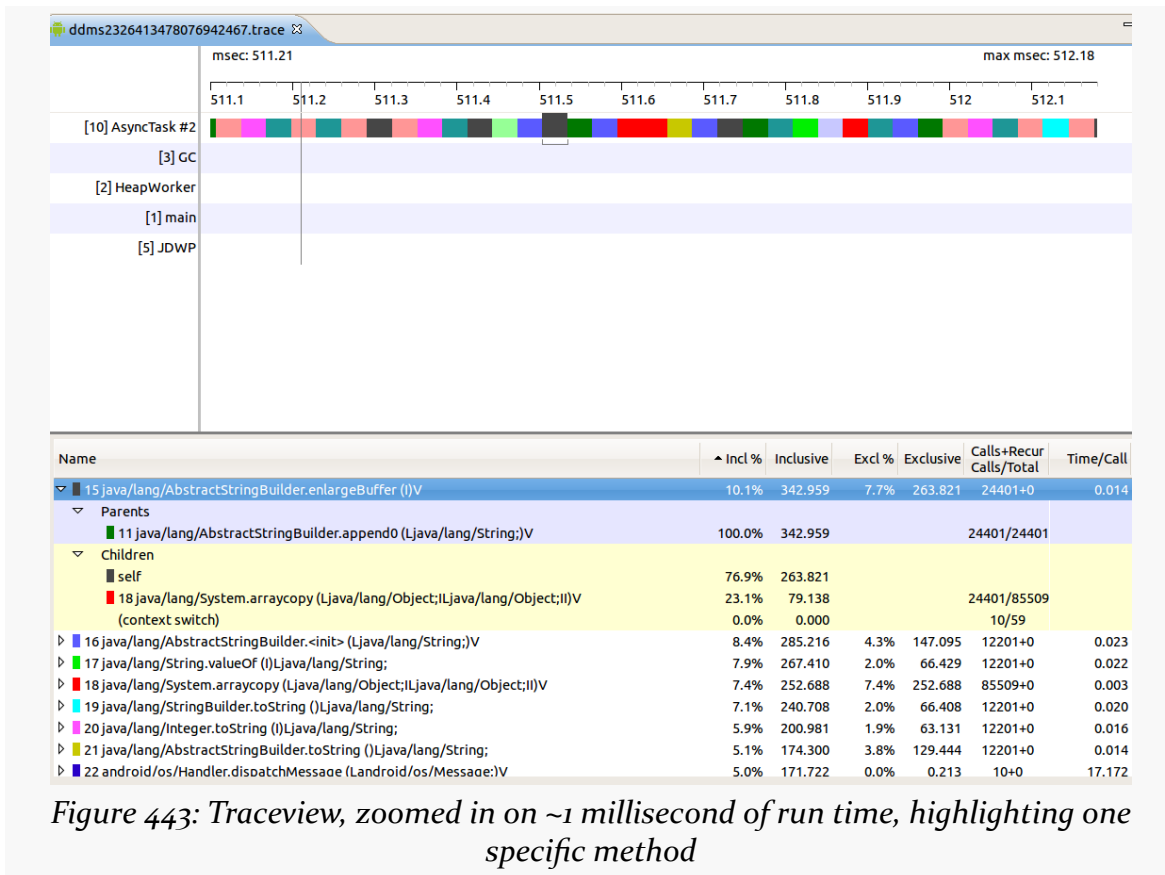 ddms2326413478076942467.trace
msec: 511.21 max msec: 512.18
511.1 511.2 511.3 511.4 511.5 511.6 511.7 511.8 511.9 512 512.1
[10] AsyncTask #2
[3] GC
[2] HeapWorker
[1] main
[5] JDWP
Name Incl % Inclusive Excl % Exclusive Calls+Recur Calls/Total Time/Call
15 java/lang/AbstractStringBuilder.enlargeBuffer (I)V 10.1% 342.959 7.7% 263.821 24401+0 0.014
Parents
11 java/lang/AbstractStringBuilder.append0 (Ljava/lang/String;)V 100.0% 342.959 24401/24401
Children
self 76.9% 263.821
18 java/lang/System.arraycopy (Ljava/lang/Object;ILjava/lang/Object;II)V 23.1% 79.138 24401/85509
(context switch) 0.0% 0.000 10/59
16 java/lang/AbstractStringBuilder.<init> (Ljava/lang/String;)V 8.4% 285.216 4.3% 147.095 12201+0 0.023
17 java/lang/String.valueOf (I)Ljava/lang/String; 7.9% 267.410 2.0% 66.429 12201+0 0.022
18 java/lang/System.arraycopy (Ljava/lang/Object;ILjava/lang/Object;II)V 7.4% 252.688 7.4% 252.688 85509+0 0.003
19 java/lang/StringBuilder.toString ()Ljava/lang/String; 7.1% 240.708 2.0% 66.408 12201+0 0.020
20 java/lang/Integer.toString (I)Ljava/lang/String; 5.9% 200.981 1.9% 63.131 12201+0 0.016
21 java/lang/AbstractStringBuilder.toString ()Ljava/lang/String; 5.1% 174.300 3.8% 129.444 12201+0 0.014
22 android/os/Handler.dispatchMessage (Landroid/os/Message;)V 5.0% 171.722 0.0% 0.213 10+0 17.172
Figure 443: Traceview, zoomed in on ~1 millisecond of run time, highlighting one
specific method